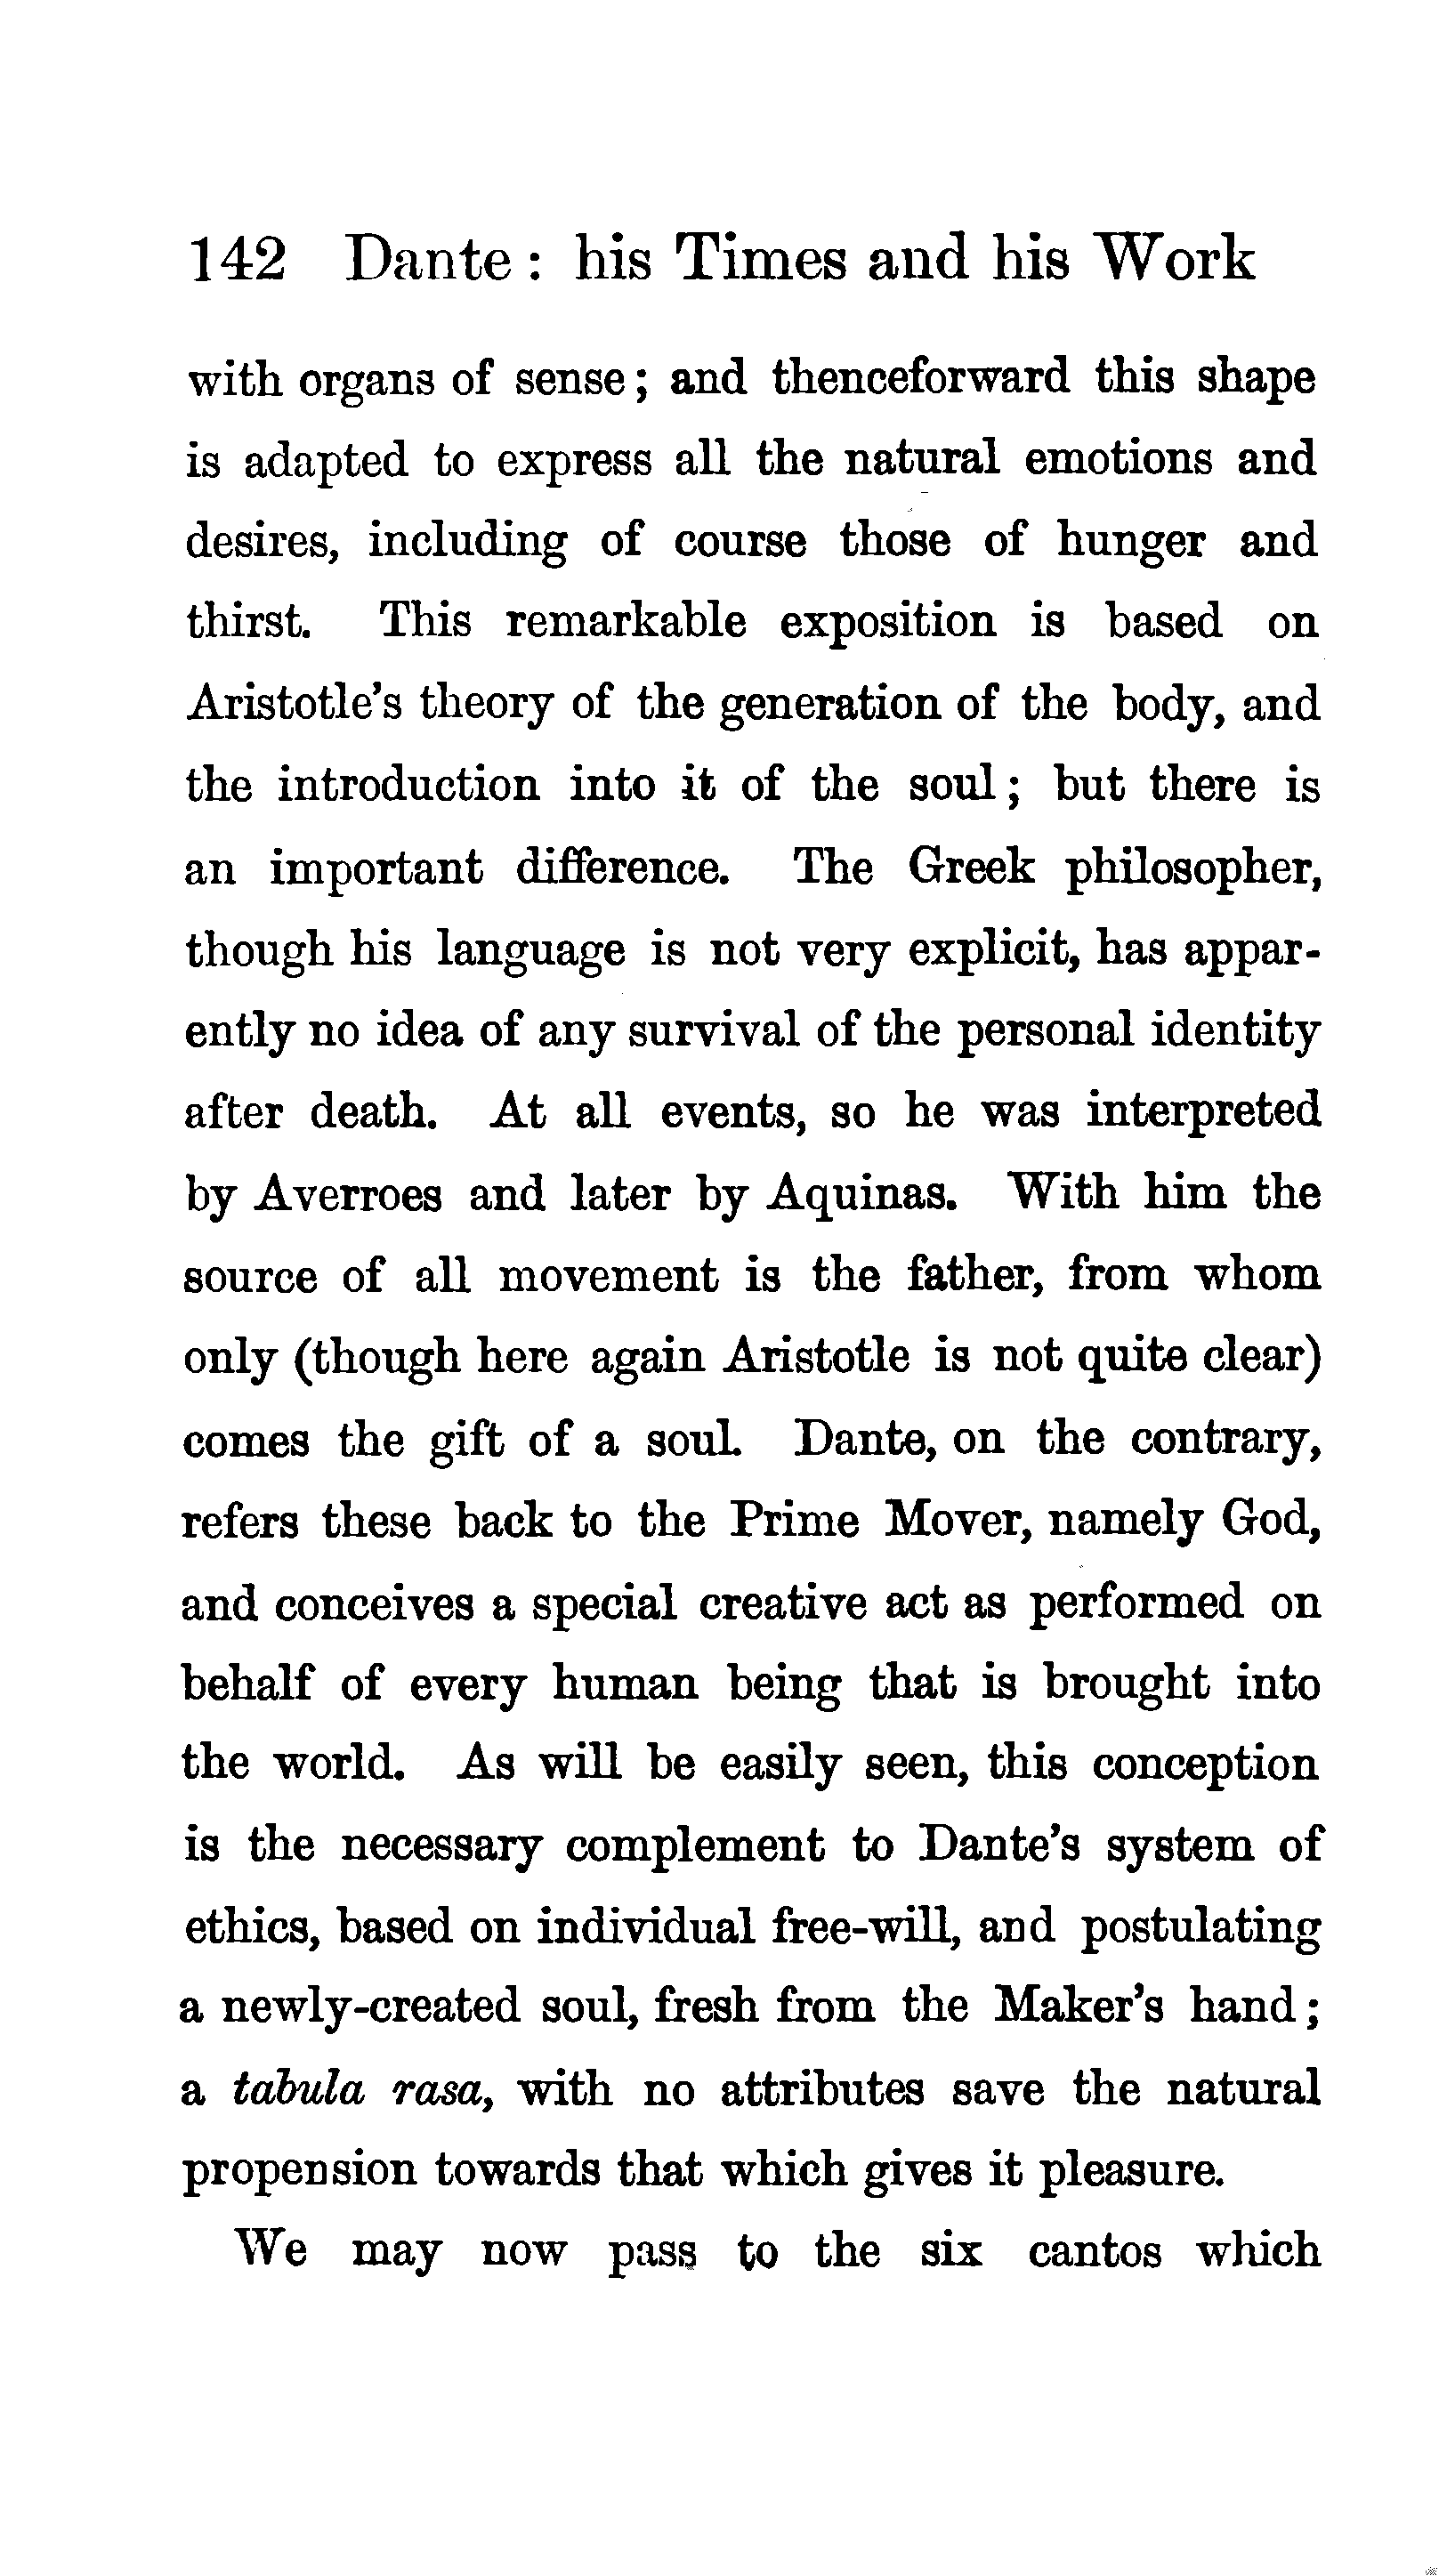 142 Dante : his Times and his Work
with organs of sense ; and thenceforward this shape
is adapted to express all the natural emotions and
desires, including of course those of hunger and
thirst. This remarkable exposition is based on
Aristotle's theory of the generation of the body, and
the introduction into it of the soul ; but there is
an important difference. The Greek philosopher,
though his language is not very explicit, has appar-
ently no idea of any survival of the personal identity
after death. At all events, so he was interpreted
by Averroes and later by Aquinas. With him the
source of all movement is the father, from whom
only (though here again Aristotle is not quite clear)
comes the gift of a soul. Dante, on the contrary,
refers these back to the Prime Mover, namely God,
and conceives a special creative act as performed on
behalf of every human being that is brought into
the world. As will be easily seen, this conception
is the necessary complement to Dante's system of
ethics, based on individual free-will, and postulating
a newly-created soul, fresh from the Maker's hand ;
a tabula rasa, with no attributes save the natural
propension towards that which gives it pleasure.
We may now pass to the six cantos which